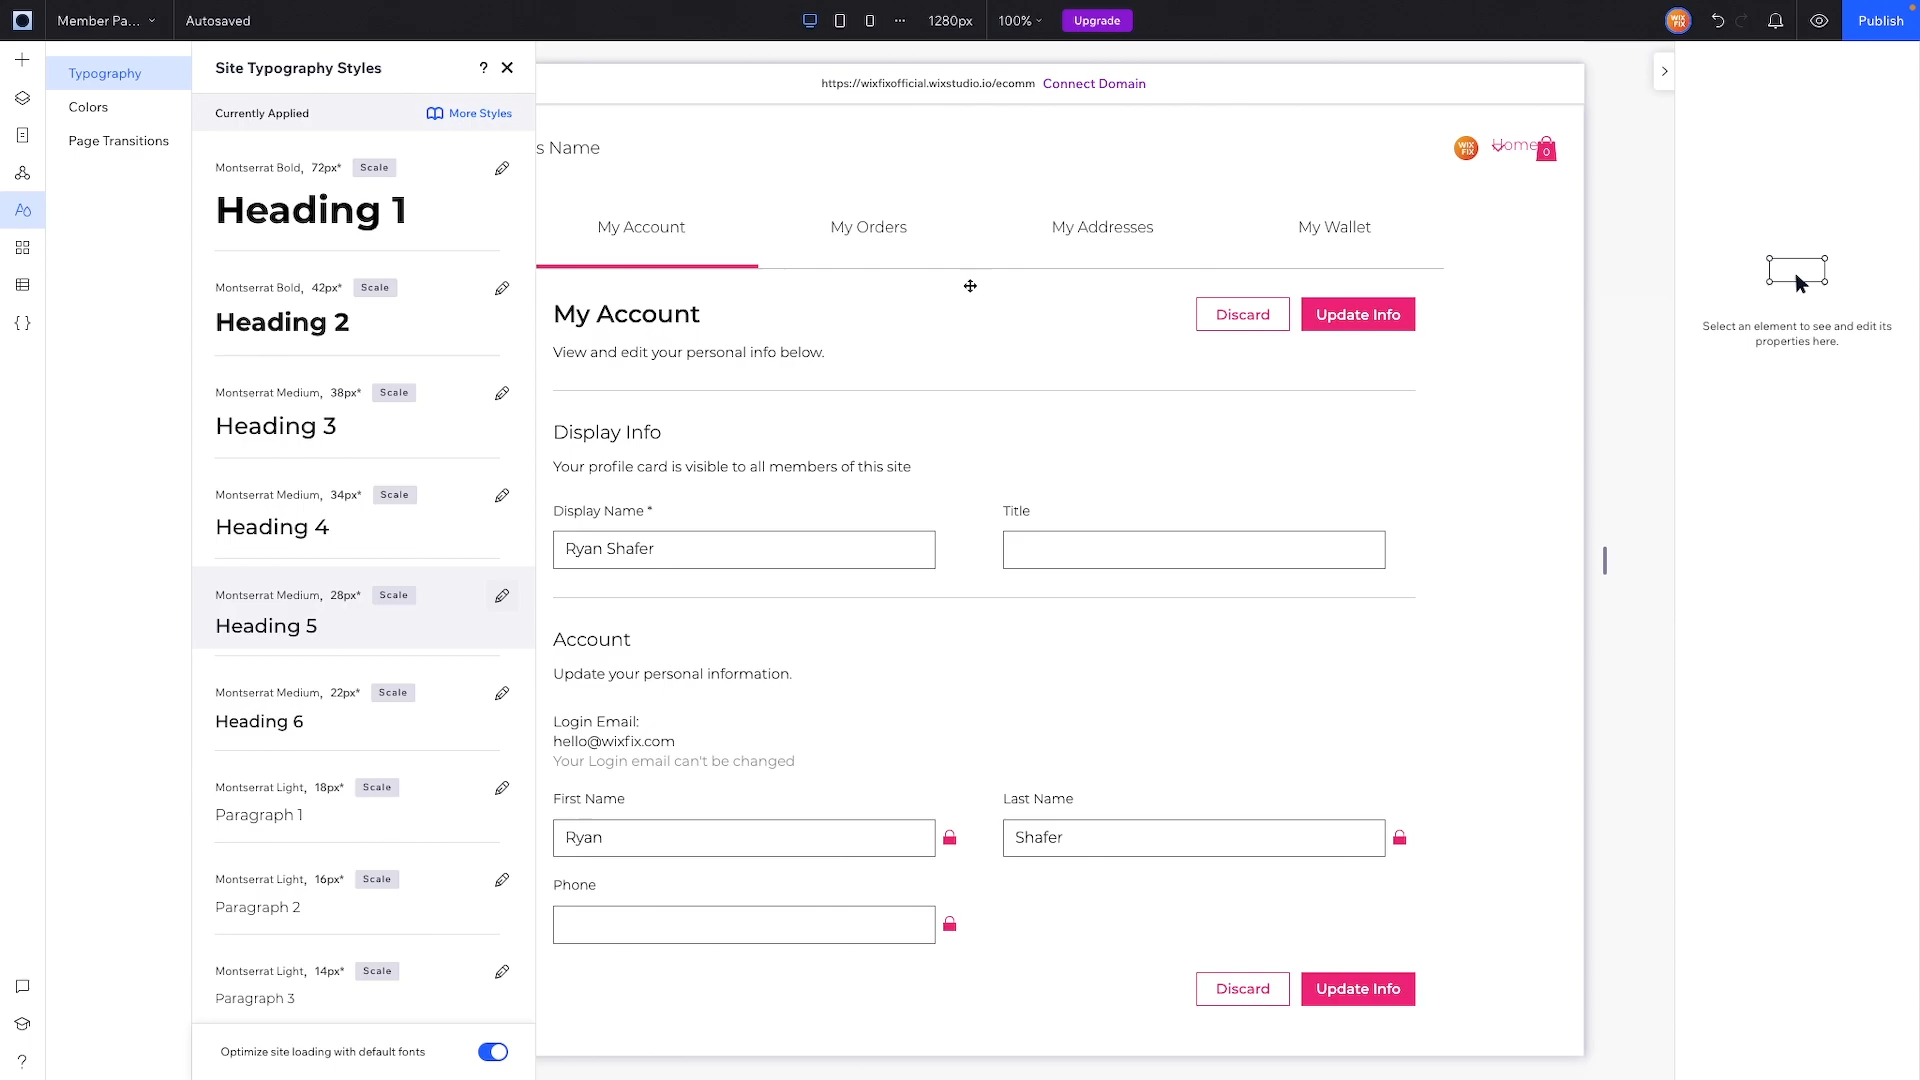 Member Pa...
Autosaved
1280px
100%
Upgrade
WIX FIX
Publish
Typography
Colors
Page Transitions
Site Typography Styles
?
Currently Applied
More Styles
Montserrat Bold, 72px* Scale
Heading 1
Montserrat Bold, 42px* Scale
Heading 2
Montserrat Medium, 38px* Scale
Heading 3
Montserrat Medium, 34px* Scale
Heading 4
Montserrat Medium, 28px* Scale
Heading 5
Montserrat Medium, 22px* Scale
Heading 6
Montserrat Light, 18px* Scale
Paragraph 1
Montserrat Light, 16px* Scale
Paragraph 2
Montserrat Light, 14px* Scale
Paragraph 3
Optimize site loading with default fonts
https://wixfixofficial.wixstudio.io/ecomm Connect Domain
s Name
WIX FIX
Home
0
My Account
My Orders
My Addresses
My Wallet
My Account
Discard
Update Info
View and edit your personal info below.
Display Info
Your profile card is visible to all members of this site
Display Name *
Title
Ryan Shafer
Account
Update your personal information.
Login Email:
hello@wixfix.com
Your Login email can't be changed
First Name
Last Name
Ryan
Shafer
Phone
Discard
Update Info
Select an element to see and edit its
properties here.